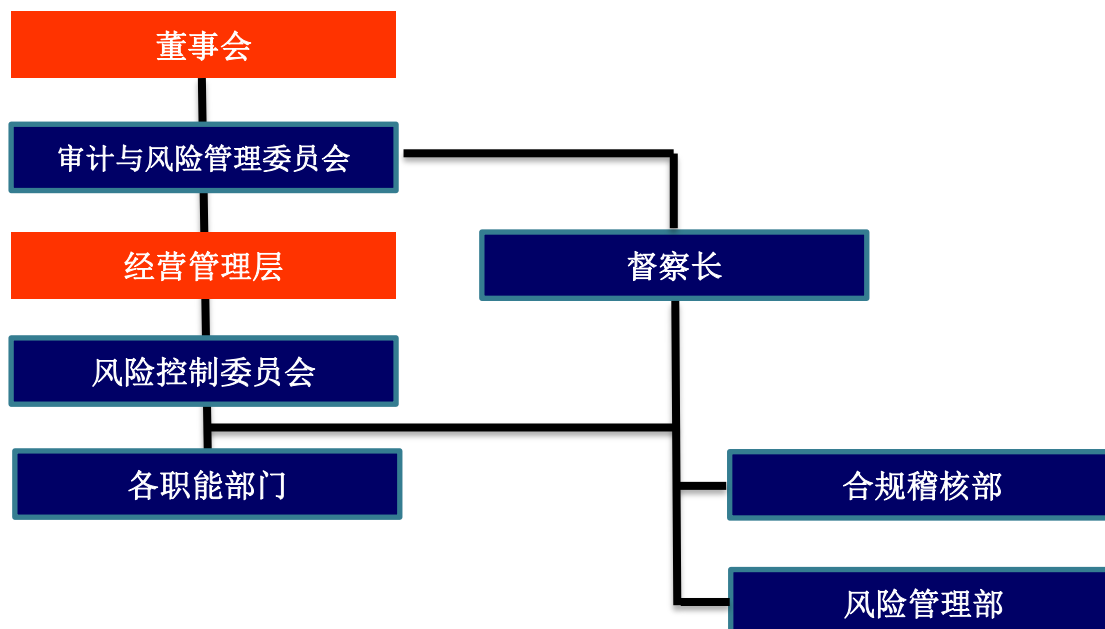 董事会
审计与风险管理委员会
经营管理层
督察长
风险控制委员会
各职能部门
合规稽核部
风险管理部